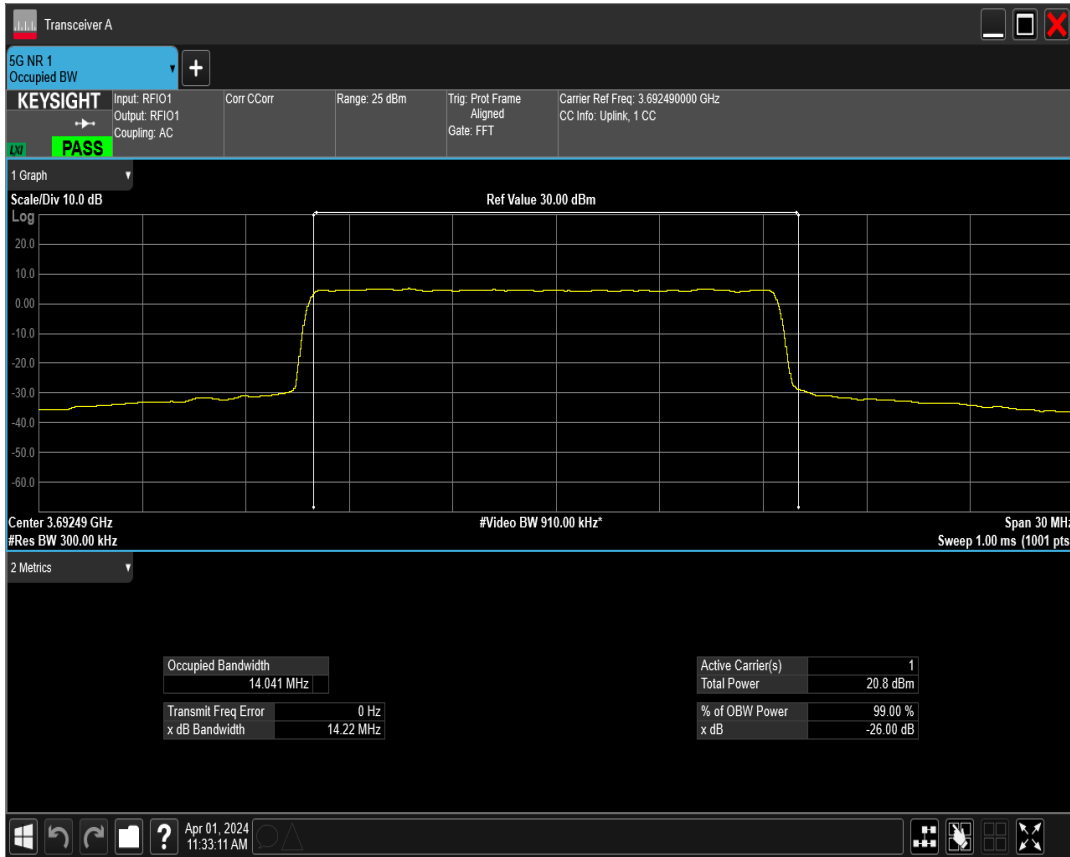 Transceiver A
5G NR 1
Occupied BW
+
KEYSIGHT
LXI
PASS
Input: RFIO1
Output: RFIO1
Coupling: AC
Corr CCorr
Range: 25 dBm
Trig: Prot Frame
Aligned
Gate: FFT
Carrier Ref Freq: 3.692490000 GHz
CC Info: Uplink, 1 CC
1 Graph
Scale/Div 10.0 dB
Ref Value 30.00 dBm
Log
20.0
10.0
0.00
-10.0
-20.0
-30.0
-40.0
-50.0
-60.0
Center 3.69249 GHz
#Video BW 910.00 kHz*
Span 30 MHz
#Res BW 300.00 kHz
Sweep 1.00 ms (1001 pts
2 Metrics
Occupied Bandwidth
14.041 MHz
Transmit Freq Error 0 Hz
x dB Bandwidth 14.22 MHz
Active Carrier(s) 1
Total Power 20.8 dBm
% of OBW Power 99.00 %
x dB -26.00 dB
?
Apr 01, 2024
11:33:11 AM